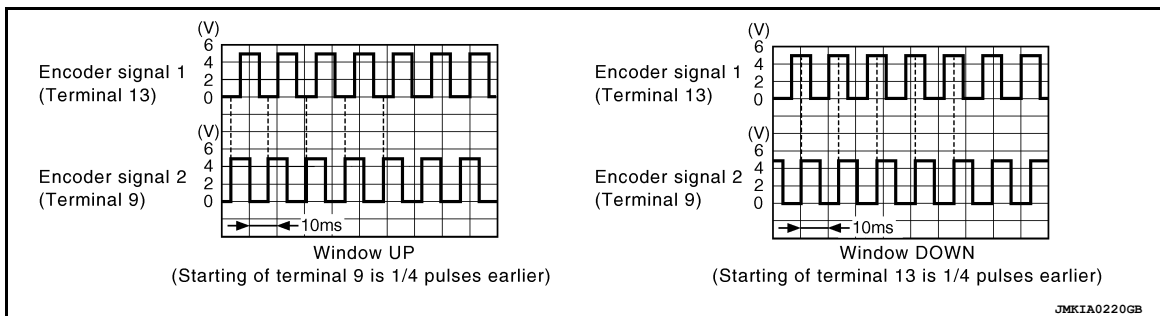 (V)
6
4
2
0
Encoder signal 1
(Terminal 13)
(V)
6
4
2
0
Encoder signal 2
(Terminal 9)
10ms
Window UP
(Starting of terminal 9 is 1/4 pulses earlier)
(V)
6
4
2
0
Encoder signal 1
(Terminal 13)
(V)
6
4
2
0
Encoder signal 2
(Terminal 9)
10ms
Window DOWN
(Starting of terminal 13 is 1/4 pulses earlier)
JMKIA0220GB